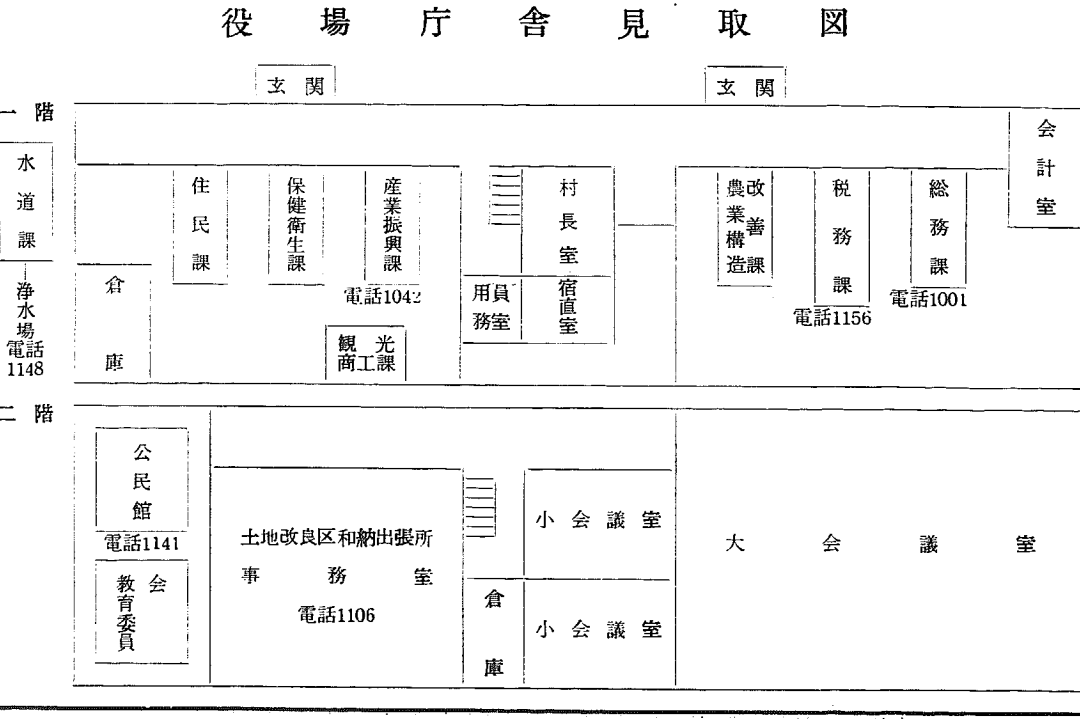 役場庁舎見取図
玄関
玄関
一階
会計室
水道課
浄水場
電話
1148
倉庫
住民課
保健衛生課
産業振興課
電話1042
観光
商工課
村長室
用務員室
宿直室
農業構造改善課
税務課
電話1156
総務課
電話1001
二階
公民館
電話1141
教育委員会
土地改良区和納出張所
事務室
電話1106
倉庫
小会議室
小会議室
大会議室